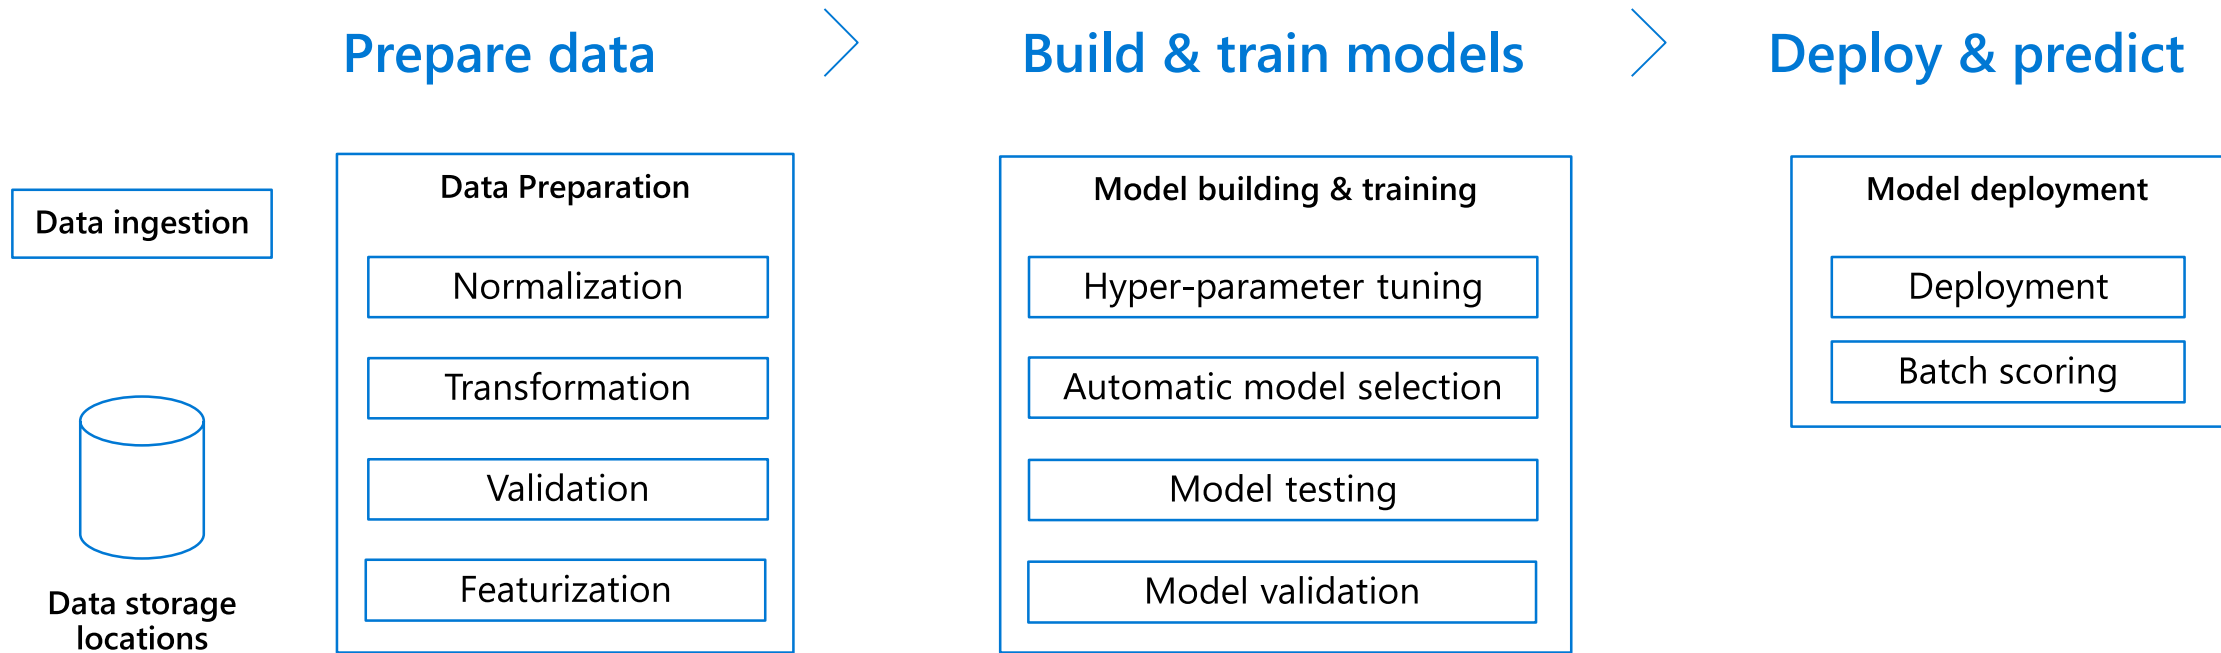 Prepare data
Build & train models
Deploy & predict
Data ingestion
Data storage
locations
Data Preparation
Normalization
Transformation
Validation
Featurization
Model building & training
Hyper-parameter tuning
Automatic model selection
Model testing
Model validation
Model deployment
Deployment
Batch scoring